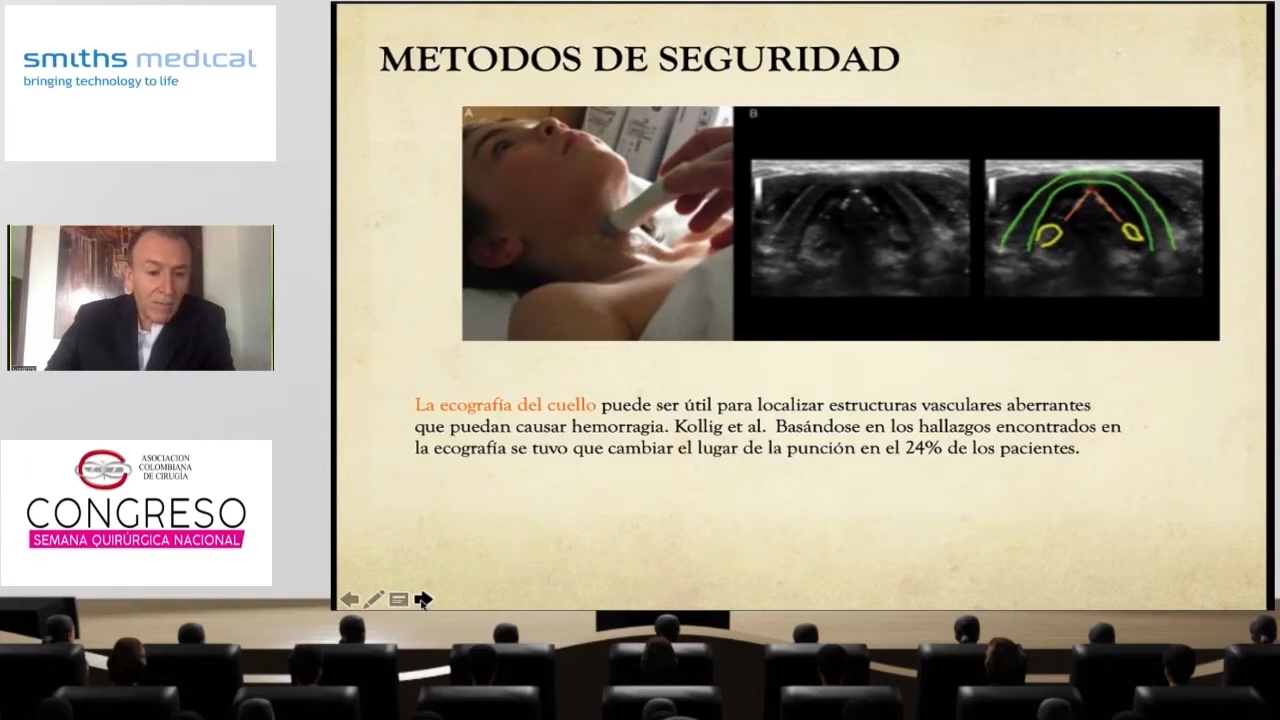 smiths medical
bringing technology to life
METODOS DE SEGURIDAD
A
B
La ecografía del cuello puede ser útil para localizar estructuras vasculares aberrantes
que puedan causar hemorragia. Kollig et al. Basándose en los hallazgos encontrados en
la ecografía se tuvo que cambiar el lugar de la punción en el 24% de los pacientes.
ASOCIACION
COLOMBIANA
DE CIRUGÍA
CONGRESO
SEMANA QUIRÚRGICA NACIONAL